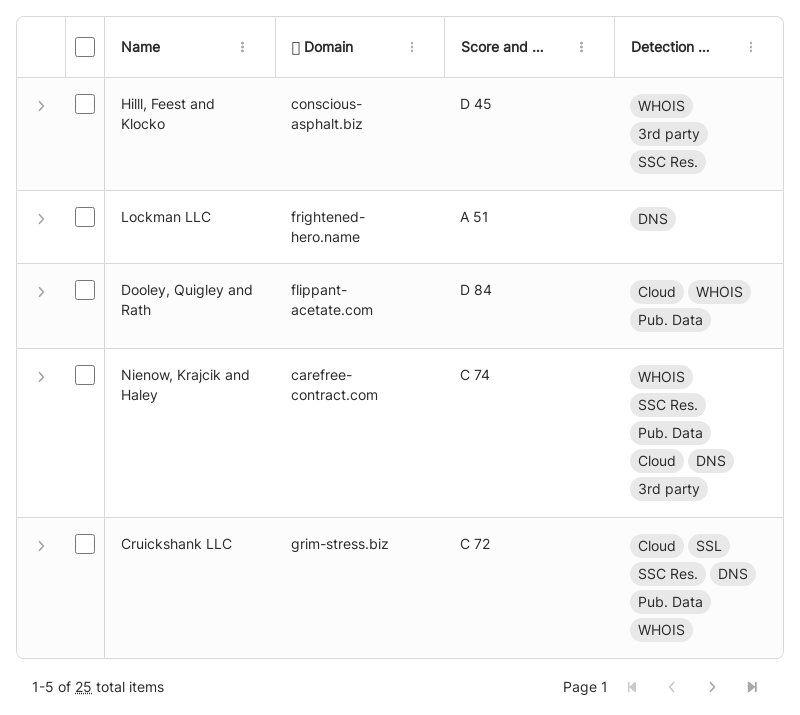 Name Domain Score and ... Detection ...
Hilll, Feest and conscious- D 45 WHOIS
Klocko asphalt.biz 3rd party
SSC Res.
Lockman LLC frightened- A 51 DNS
hero.name
Dooley, Quigley and flippant- D 84 Cloud WHOIS
Rath acetate.com Pub. Data
Nienow, Krajcik and carefree- C 74 WHOIS
Haley contract.com SSC Res.
Pub. Data
Cloud DNS
3rd party
Cruickshank LLC grim-stress.biz C 72 Cloud SSL
SSC Res. DNS
Pub. Data
WHOIS
1-5 of 25 total items Page 1